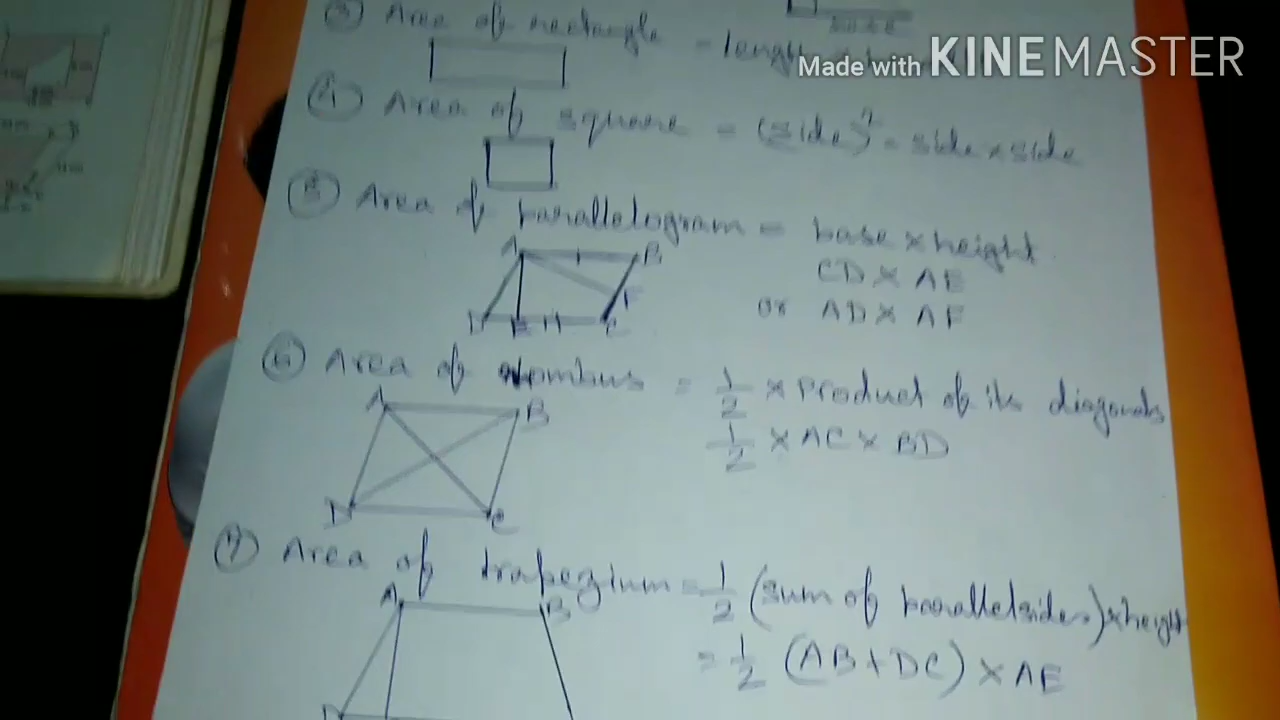 ③ Area of rectangle = length
Made with KINEMASTER
④ Area of square = (side)² = side × side
⑤ Area of parallelogram = base × height
A B
CD × AE
F
or AD × AF
D E C
⑥ Area of rhombus = 1/2 × product of its diagonals
A B
1/2 × AC × BD
D C
⑦ Area of trapezium = 1/2 (sum of parallel sides) × height
A B
= 1/2 (AB + DC) × AE
D